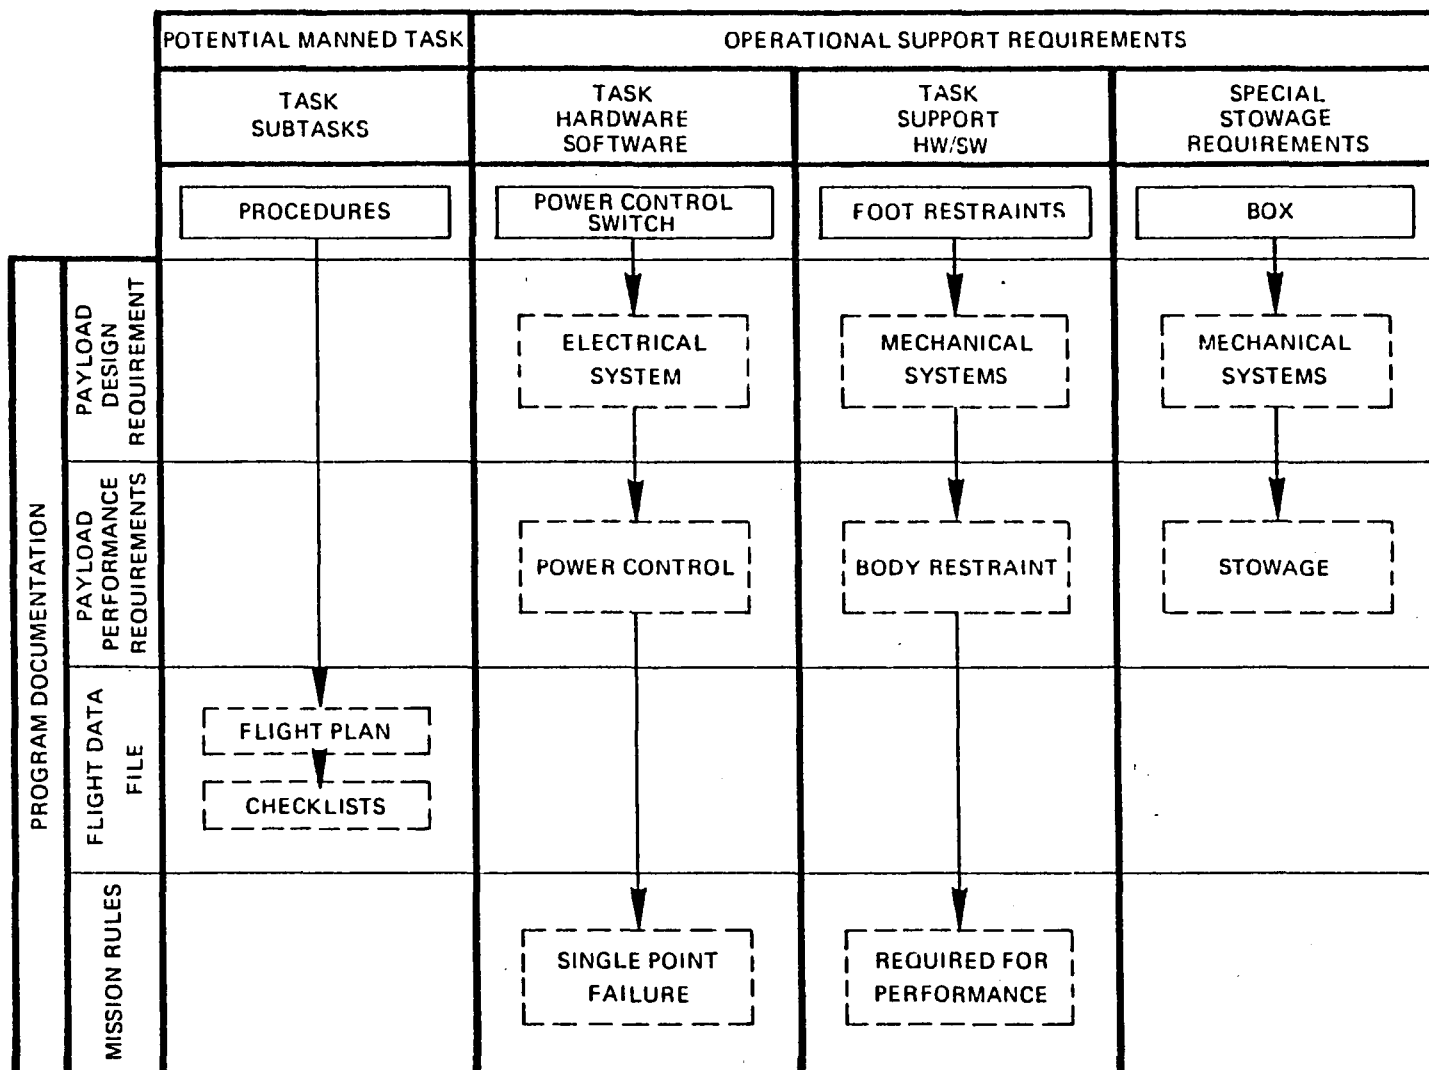 POTENTIAL MANNED TASK
OPERATIONAL SUPPORT REQUIREMENTS
TASK
SUBTASKS
TASK
HARDWARE
SOFTWARE
TASK
SUPPORT
HW/SW
SPECIAL
STOWAGE
REQUIREMENTS
PROCEDURES
POWER CONTROL
SWITCH
FOOT RESTRAINTS
BOX
PROGRAM DOCUMENTATION
PAYLOAD
DESIGN
REQUIREMENT
ELECTRICAL
SYSTEM
MECHANICAL
SYSTEMS
MECHANICAL
SYSTEMS
PAYLOAD
PERFORMANCE
REQUIREMENTS
POWER CONTROL
BODY RESTRAINT
STOWAGE
FLIGHT DATA
FILE
FLIGHT PLAN
CHECKLISTS
MISSION RULES
SINGLE POINT
FAILURE
REQUIRED FOR
PERFORMANCE